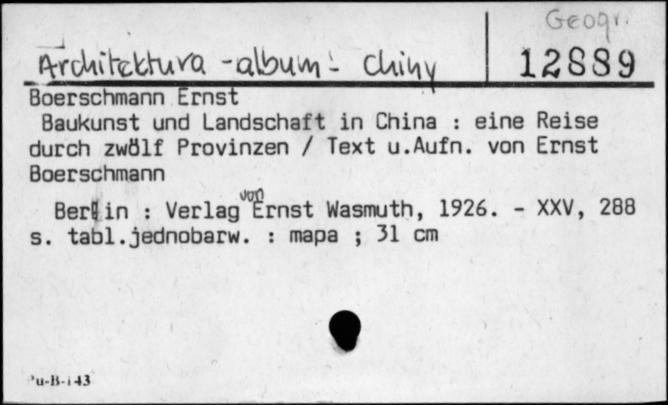 Geogr.
Architektura - album - Chiny
12889
Boerschmann Ernst
Baukunst und Landschaft in China : eine Reise
durch zwölf Provinzen / Text u.Aufn. von Ernst
Boerschmann
von
Berlin : Verlag Ernst Wasmuth, 1926. - XXV, 288
s. tabl.jednobarw. : mapa ; 31 cm
Pu-B-i 43